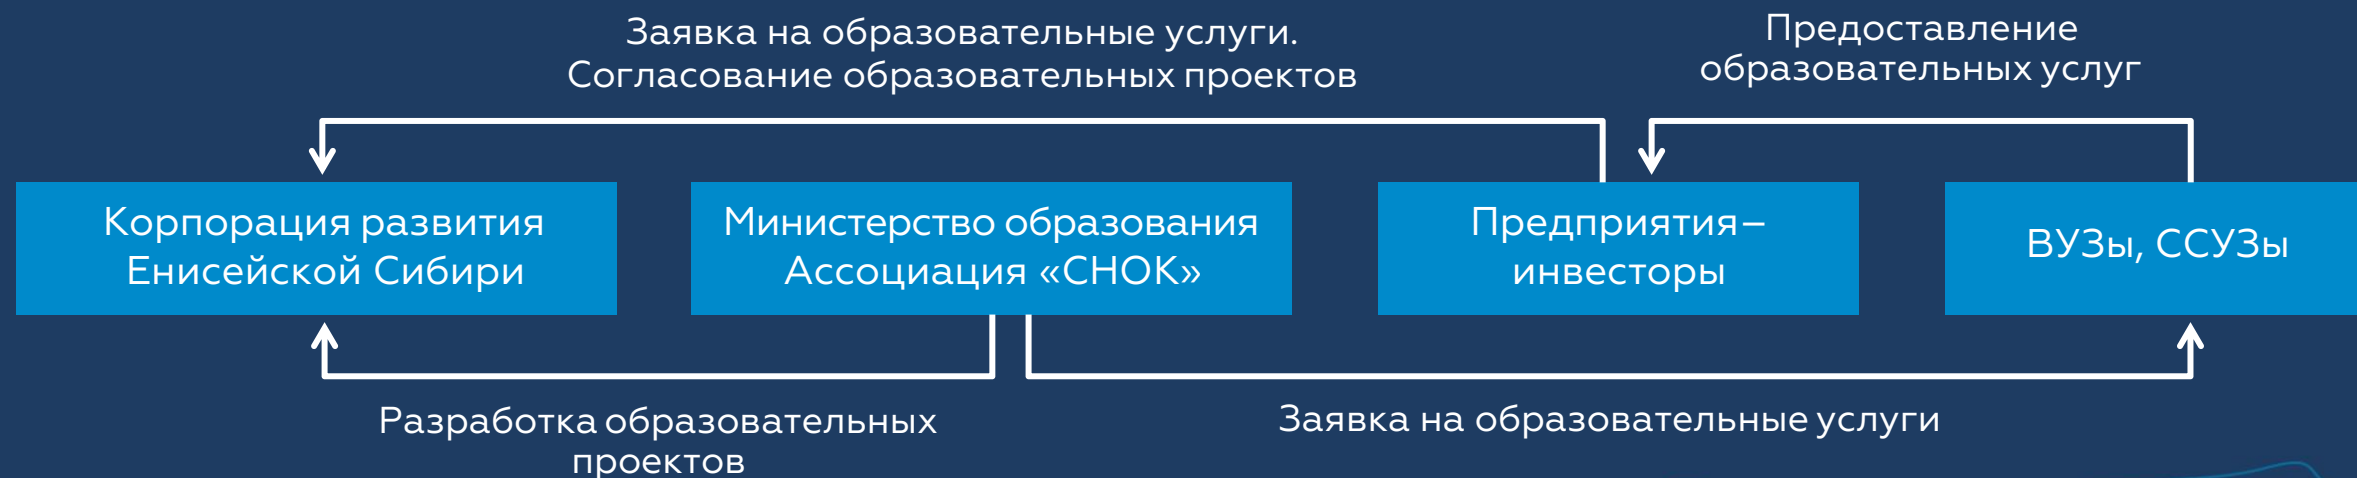 Заявка на образовательные услуги.
Согласование образовательных проектов
Предоставление
образовательных услуг
Корпорация развития
Енисейской Сибири
Министерство образования
Ассоциация «СНОК»
Предприятия–
инвесторы
ВУЗы, ССУЗы
Разработка образовательных
проектов
Заявка на образовательные услуги